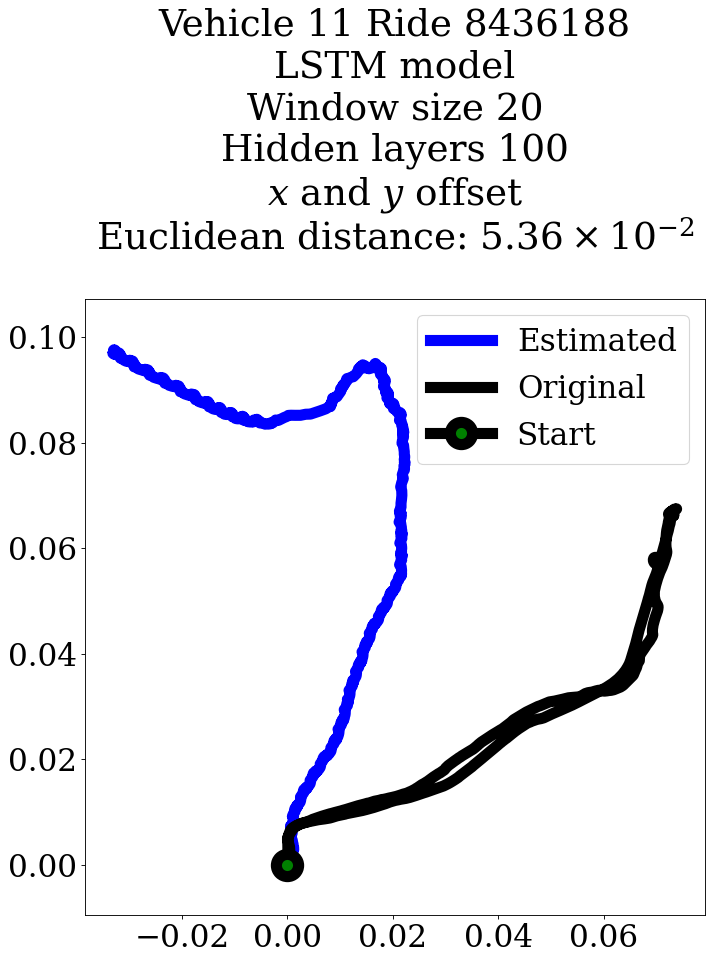 Vehicle 11 Ride 8436188
LSTM model
Window size 20
Hidden layers 100
x and y offset
Euclidean distance: 5.36 × 10⁻²
Estimated
Original
Start
0.10
0.08
0.06
0.04
0.02
0.00
−0.02 0.00 0.02 0.04 0.06